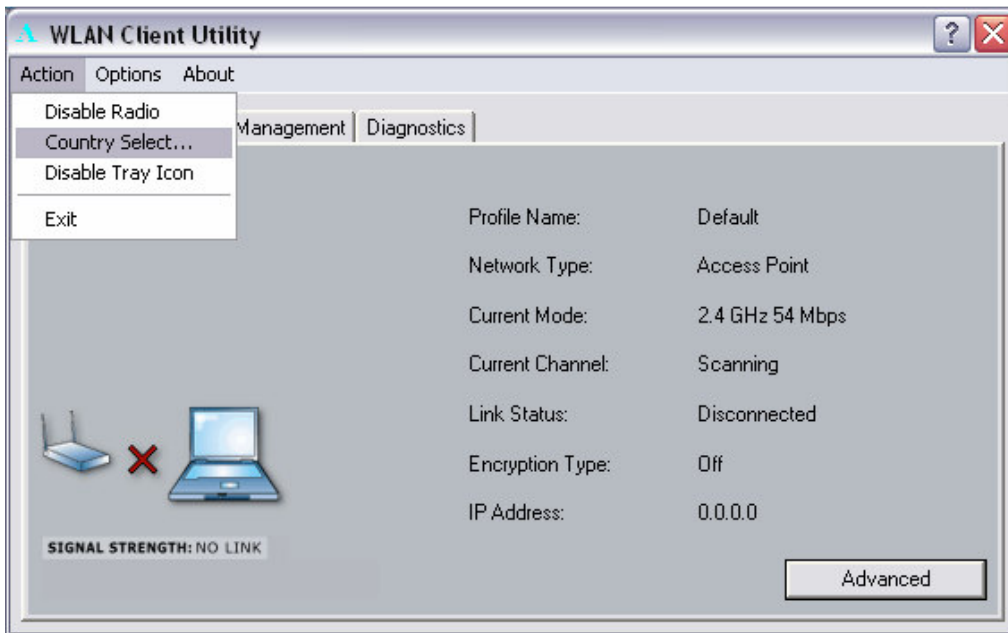 WLAN Client Utility
Action Options About
Disable Radio
Country Select...
Disable Tray Icon
Exit
Management Diagnostics
Profile Name: Default
Network Type: Access Point
Current Mode: 2.4 GHz 54 Mbps
Current Channel: Scanning
Link Status: Disconnected
Encryption Type: Off
IP Address: 0.0.0.0
SIGNAL STRENGTH: NO LINK
Advanced